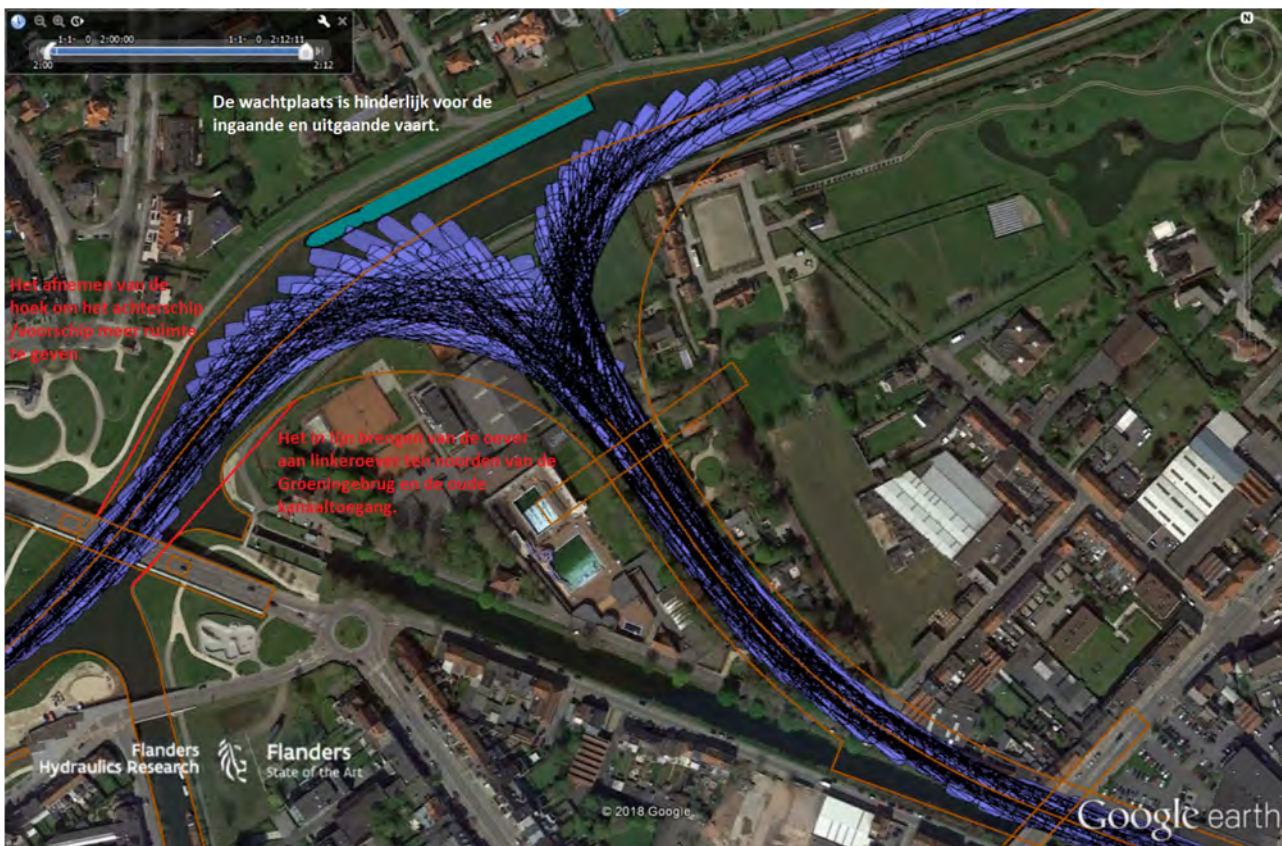 1-1- 0 2:00:00
1-1- 0 2:12:11
2:00
2:12
N
De wachtplaats is hinderlijk voor de
ingaande en uitgaande vaart.
Het afnemen van de
hoek om het achterschip
/voorschip meer ruimte
te geven.
Het in lijn brengen van de oever
aan linkeroever ten noorden van de
Groeningebrug en de oude
kanaaltoegang.
Flanders
Hydraulics Research
Flanders
State of the Art
© 2018 Google
Google earth